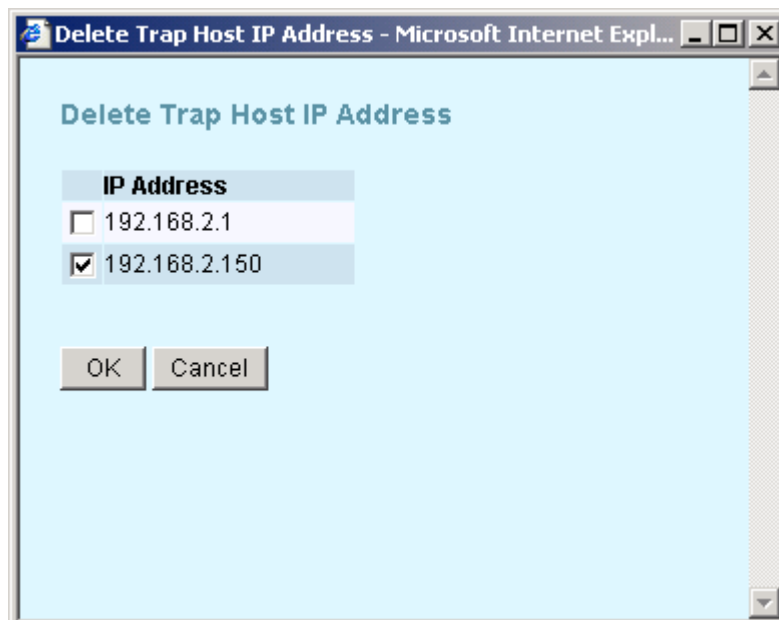 Delete Trap Host IP Address - Microsoft Internet Expl...
Delete Trap Host IP Address
IP Address
192.168.2.1
192.168.2.150
OK Cancel